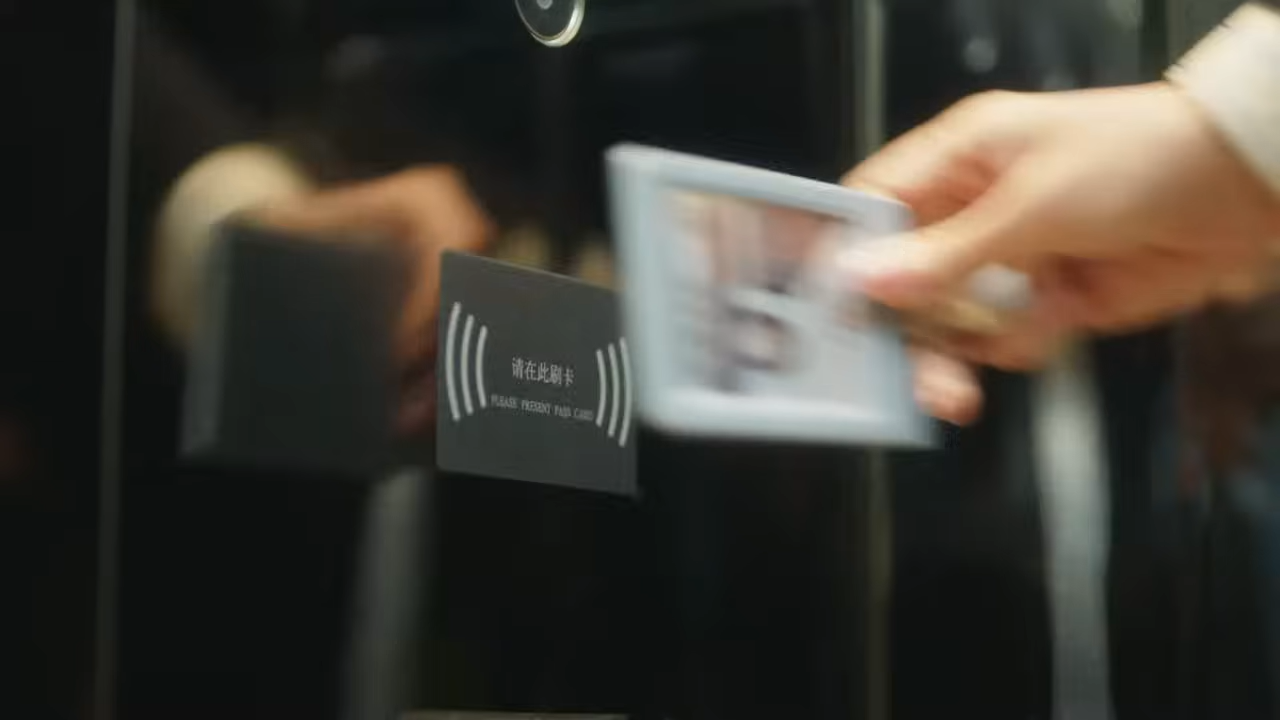 请在此刷卡
PLEASE PRESENT PASS CARD